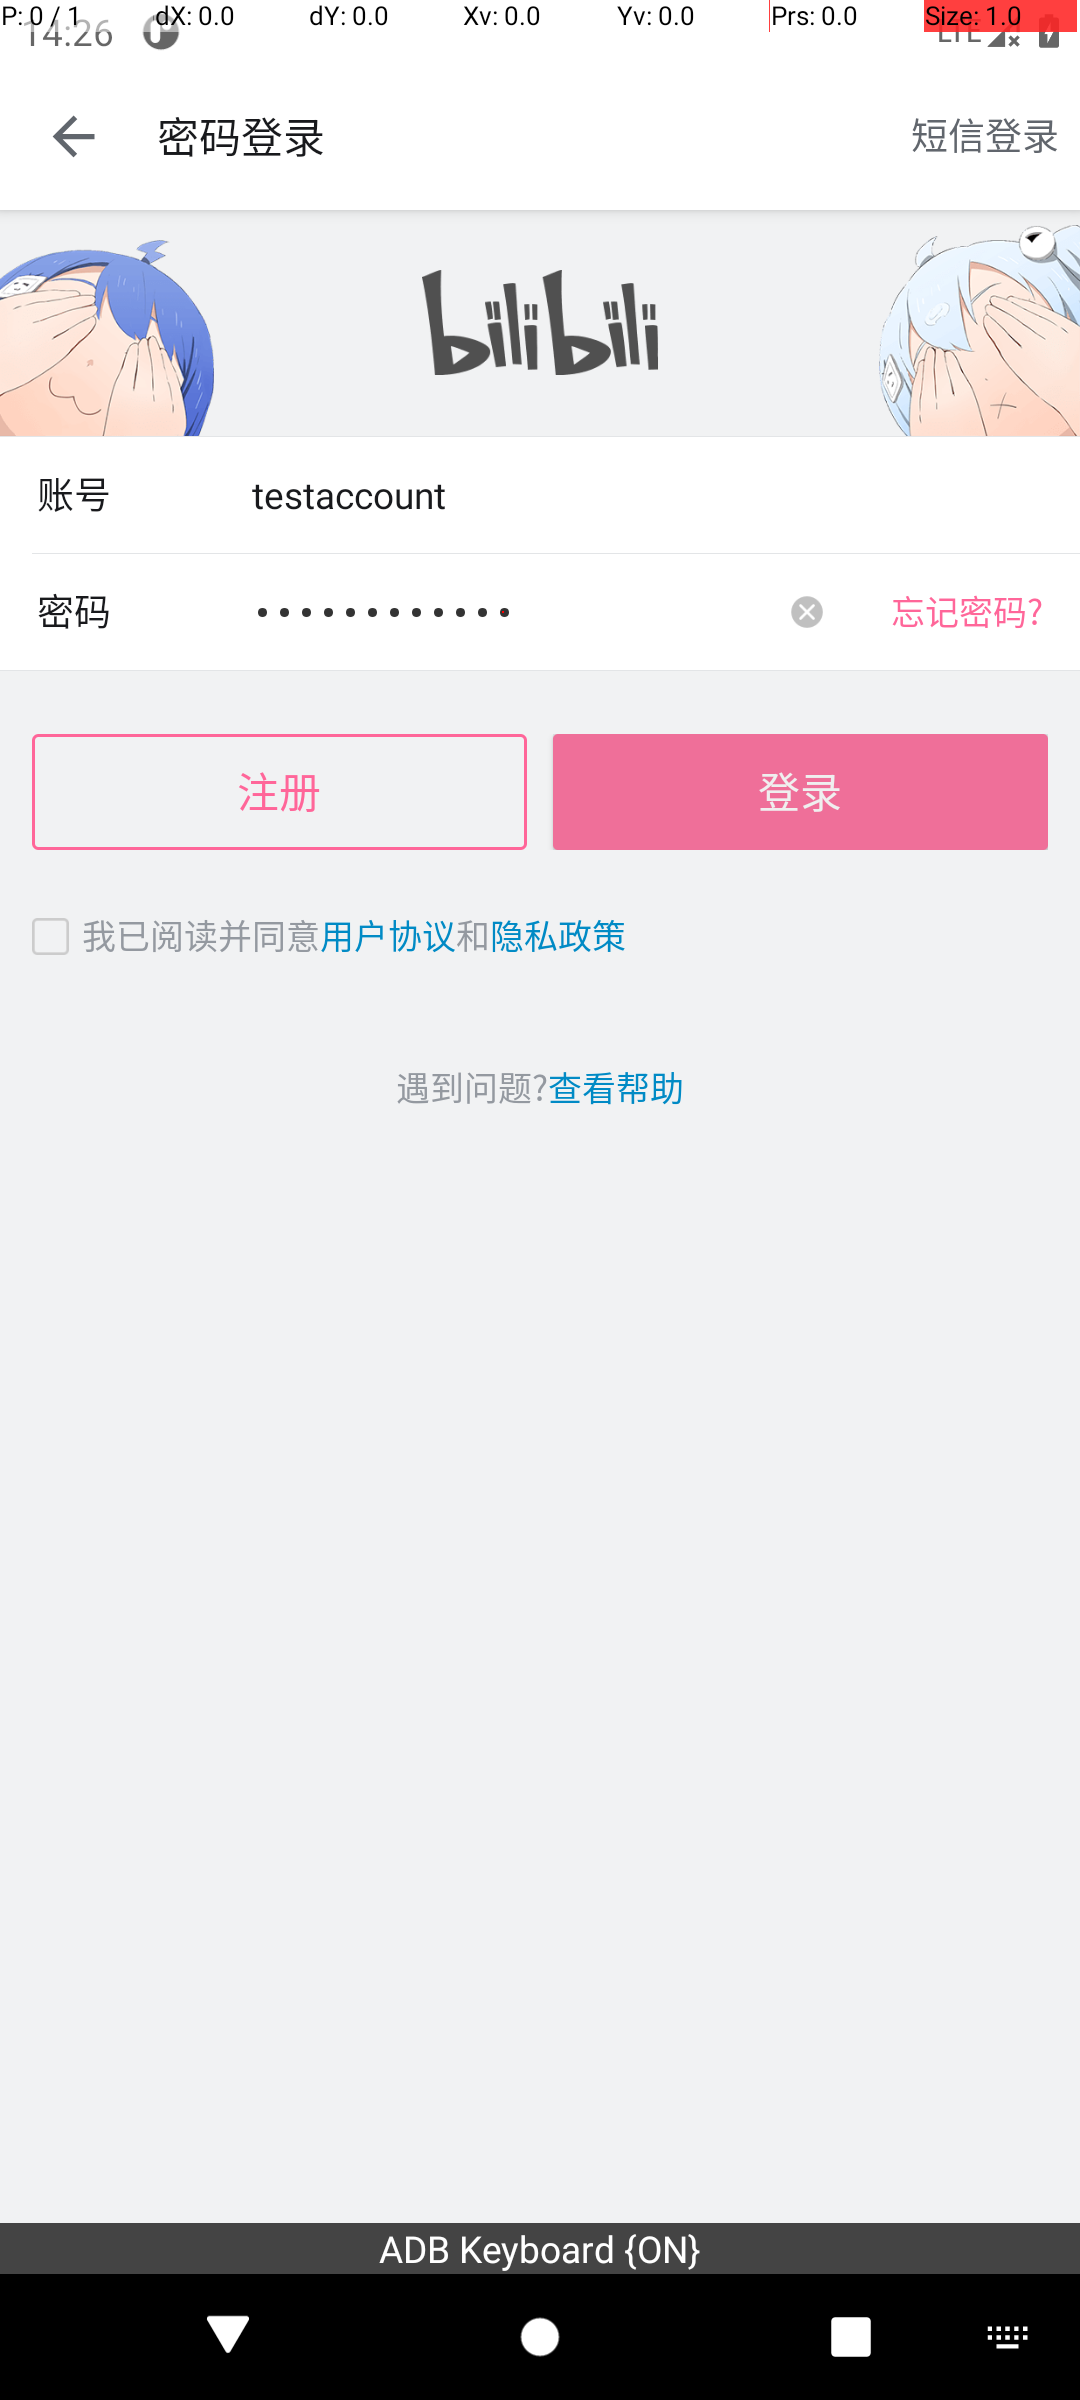 P: 0 / 1 dX: 0.0 dY: 0.0 Xv: 0.0 Yv: 0.0 Prs: 0.0 Size: 1.0
14:26 LTE
密码登录 短信登录
bilibili
账号 testaccount
密码 •••••••••••• 忘记密码?
注册 登录
我已阅读并同意用户协议和隐私政策
遇到问题?查看帮助
ADB Keyboard {ON}